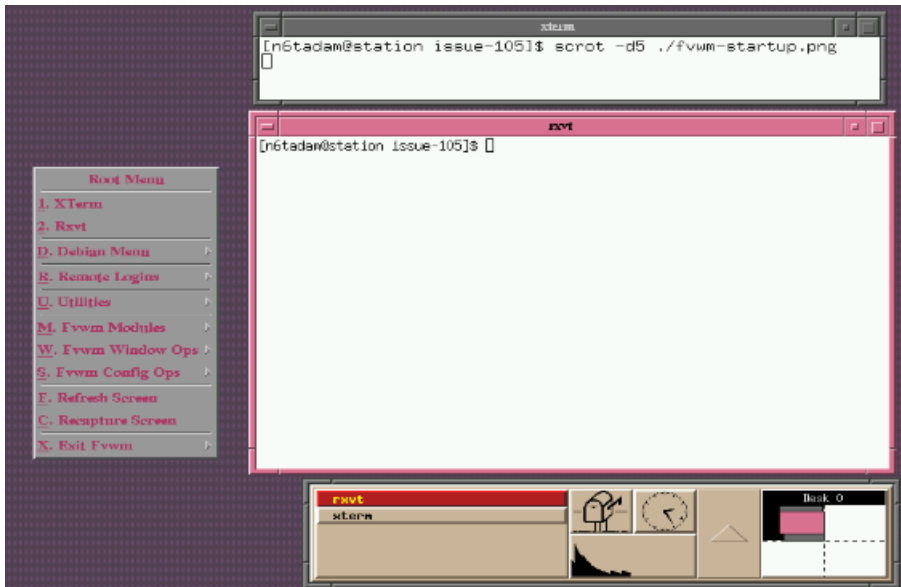 xterm
[n6tadam@station issue-105]$ scrot -d5 ./fvwm-startup.png
rxvt
[n6tadam@station issue-105]$
Root Menu
1. XTerm
2. Rxvt
D. Debian Menu
R. Remote Logins
U. Utilities
M. Fvwm Modules
W. Fvwm Window Ops
S. Fvwm Config Ops
F. Refresh Screen
C. Recapture Screen
X. Exit Fvwm
rxvt
xterm
Desk 0